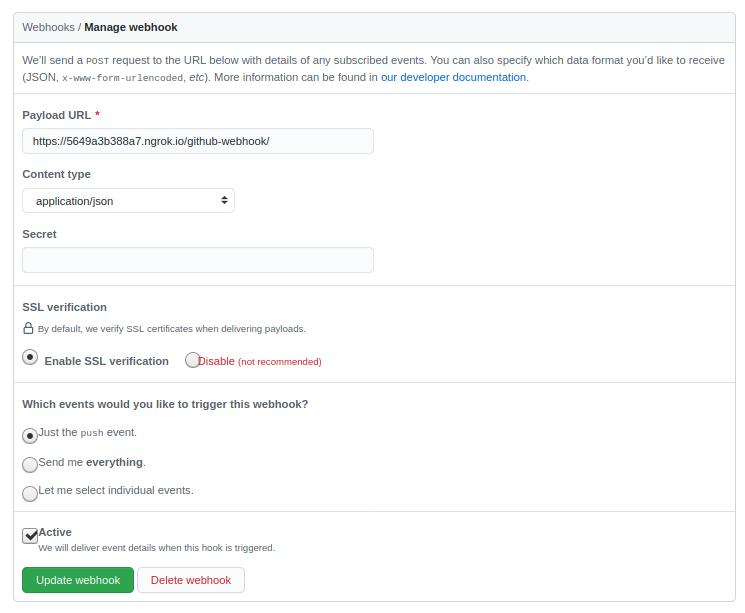 Webhooks / Manage webhook
We'll send a POST request to the URL below with details of any subscribed events. You can also specify which data format you'd like to receive
(JSON, x-www-form-urlencoded, etc). More information can be found in our developer documentation.
Payload URL *
https://5649a3b388a7.ngrok.io/github-webhook/
Content type
application/json
Secret
SSL verification
By default, we verify SSL certificates when delivering payloads.
Enable SSL verification Disable (not recommended)
Which events would you like to trigger this webhook?
Just the push event.
Send me everything.
Let me select individual events.
Active
We will deliver event details when this hook is triggered.
Update webhook Delete webhook